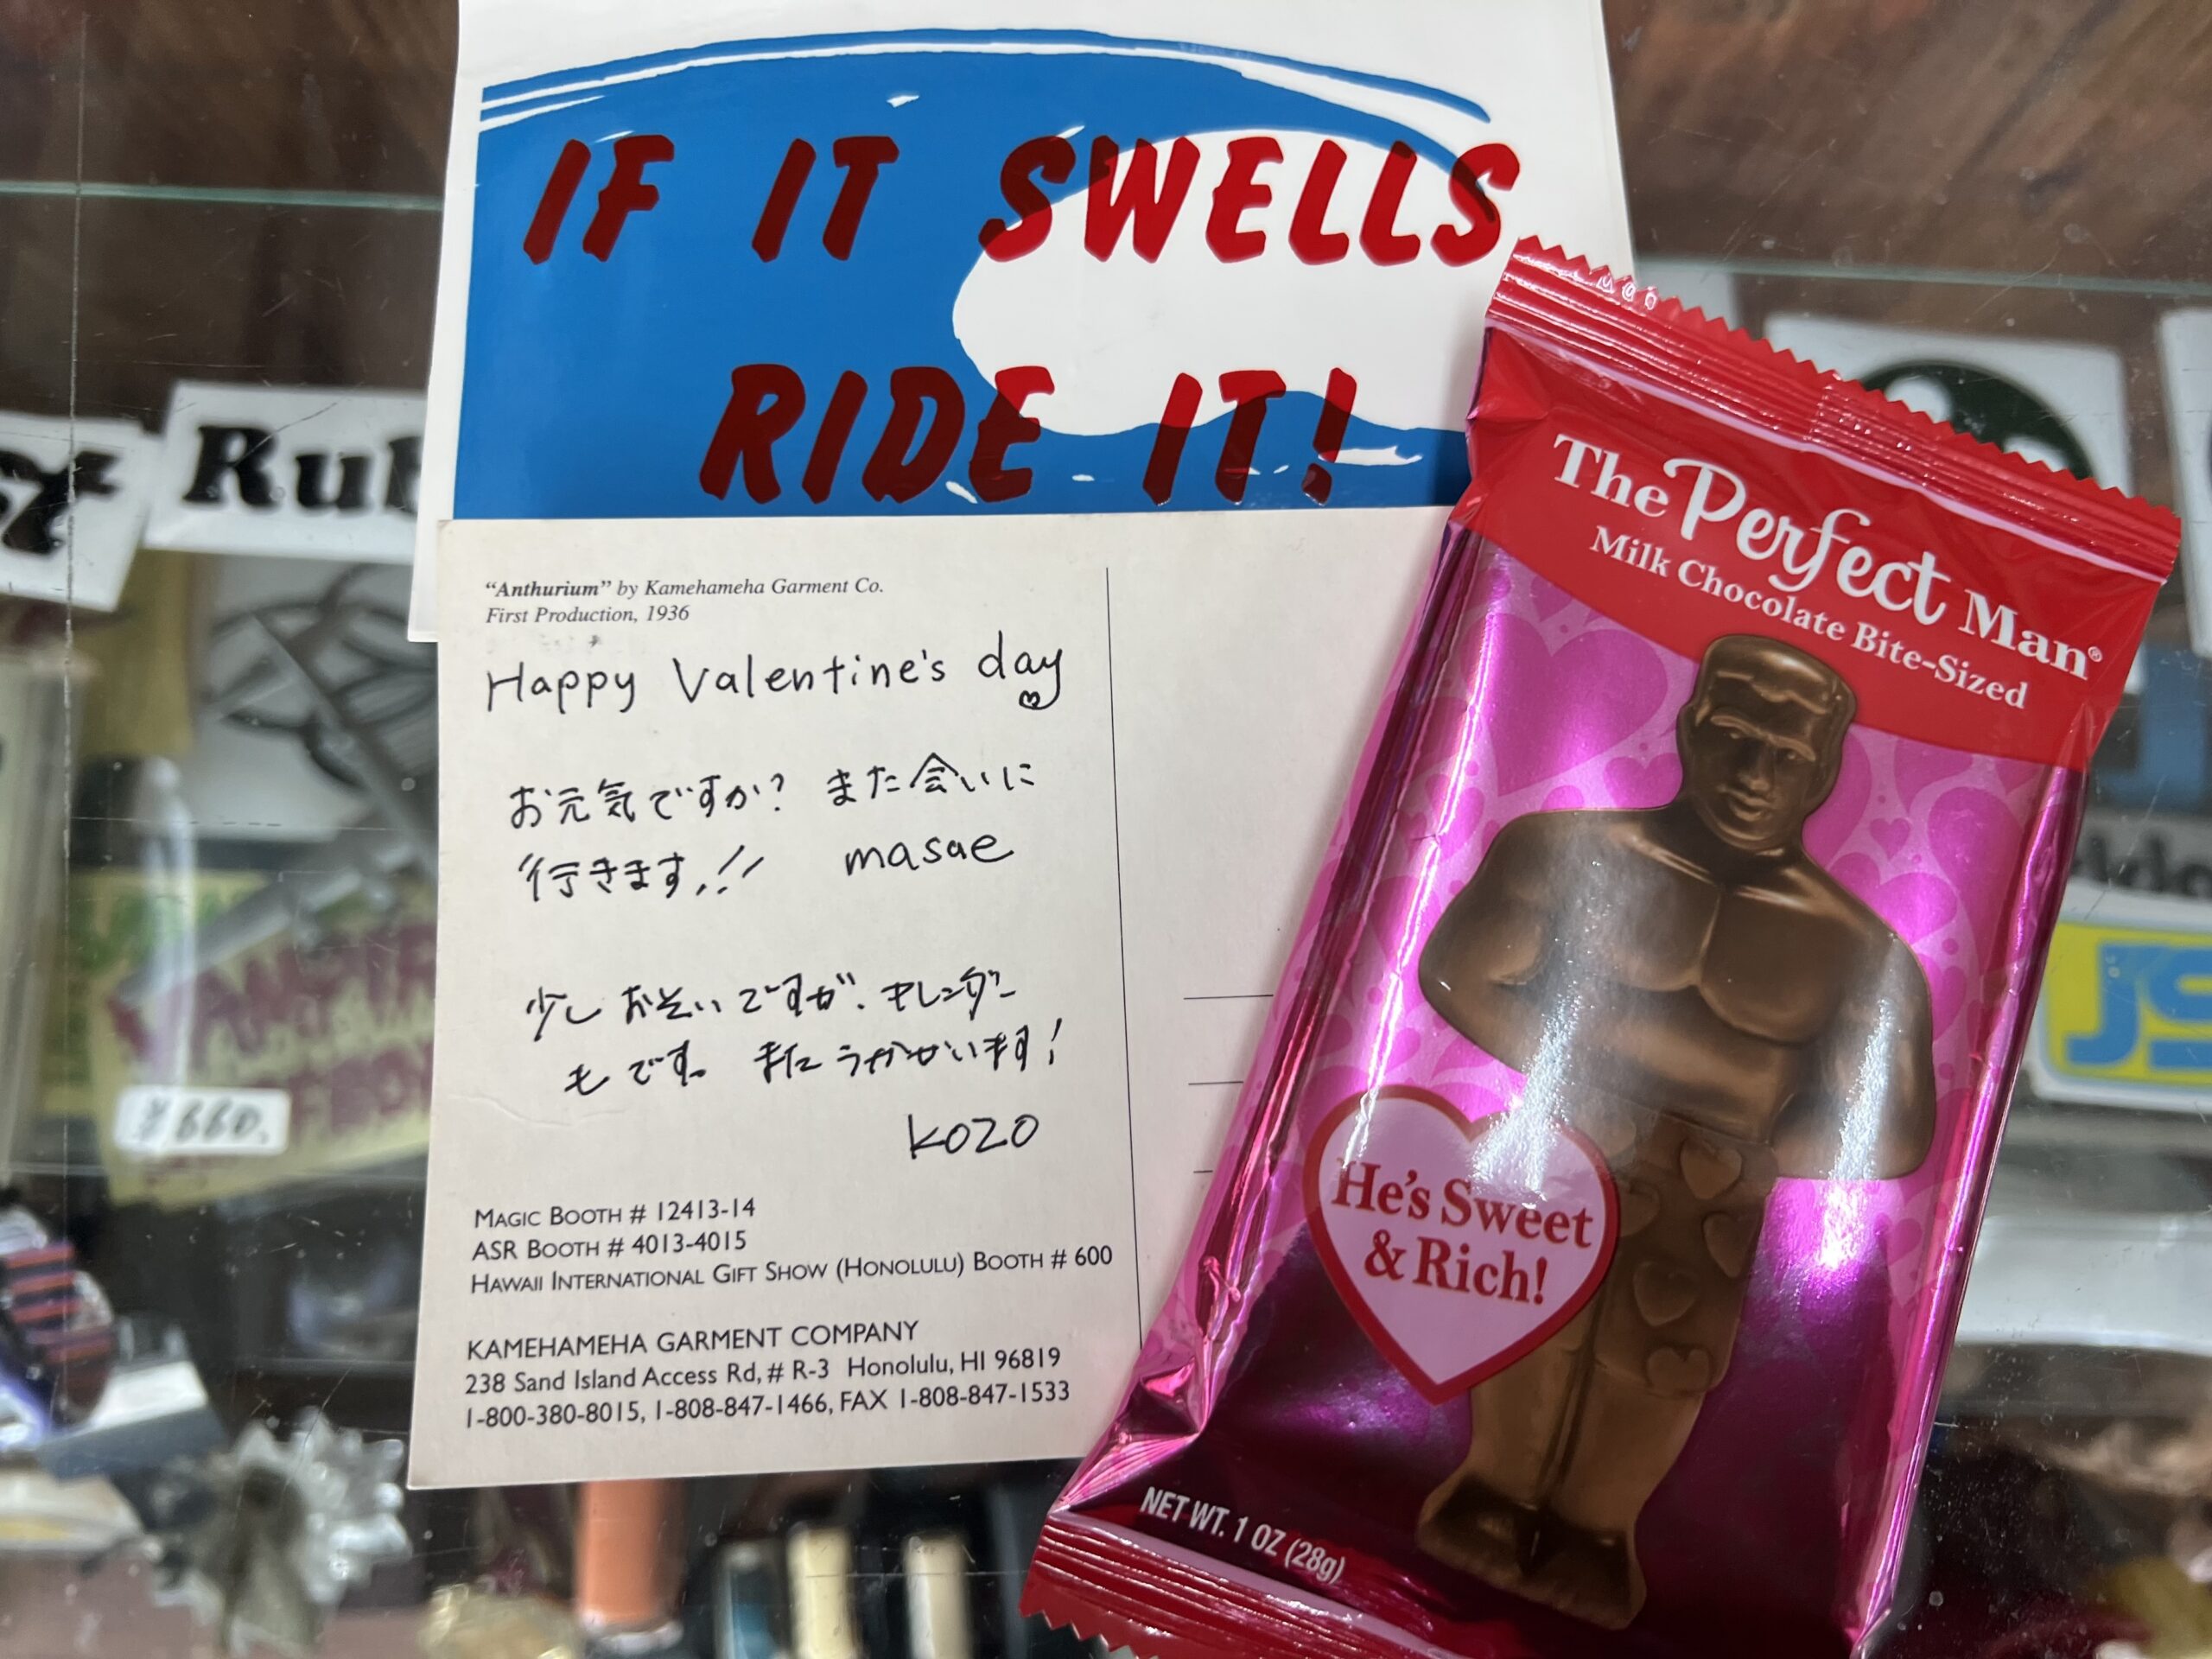 IF IT SWELLS
RIDE IT!
"Anthurium" by Kamehameha Garment Co.
First Production, 1936
Happy Valentine's day
お元気ですか? また会いに
行きます!! masae
少しおそいですが、カレンダー
もです。またうかがいます!
KOZO
MAGIC BOOTH # 12413-14
ASR BOOTH # 4013-4015
HAWAII INTERNATIONAL GIFT SHOW (HONOLULU) BOOTH # 600
KAMEHAMEHA GARMENT COMPANY
238 Sand Island Access Rd, # R-3 Honolulu, HI 96819
1-800-380-8015, 1-808-847-1466, FAX 1-808-847-1533
The Perfect Man®
Milk Chocolate Bite-Sized
He's Sweet
& Rich!
NET WT. 1 OZ (28g)
¥660.